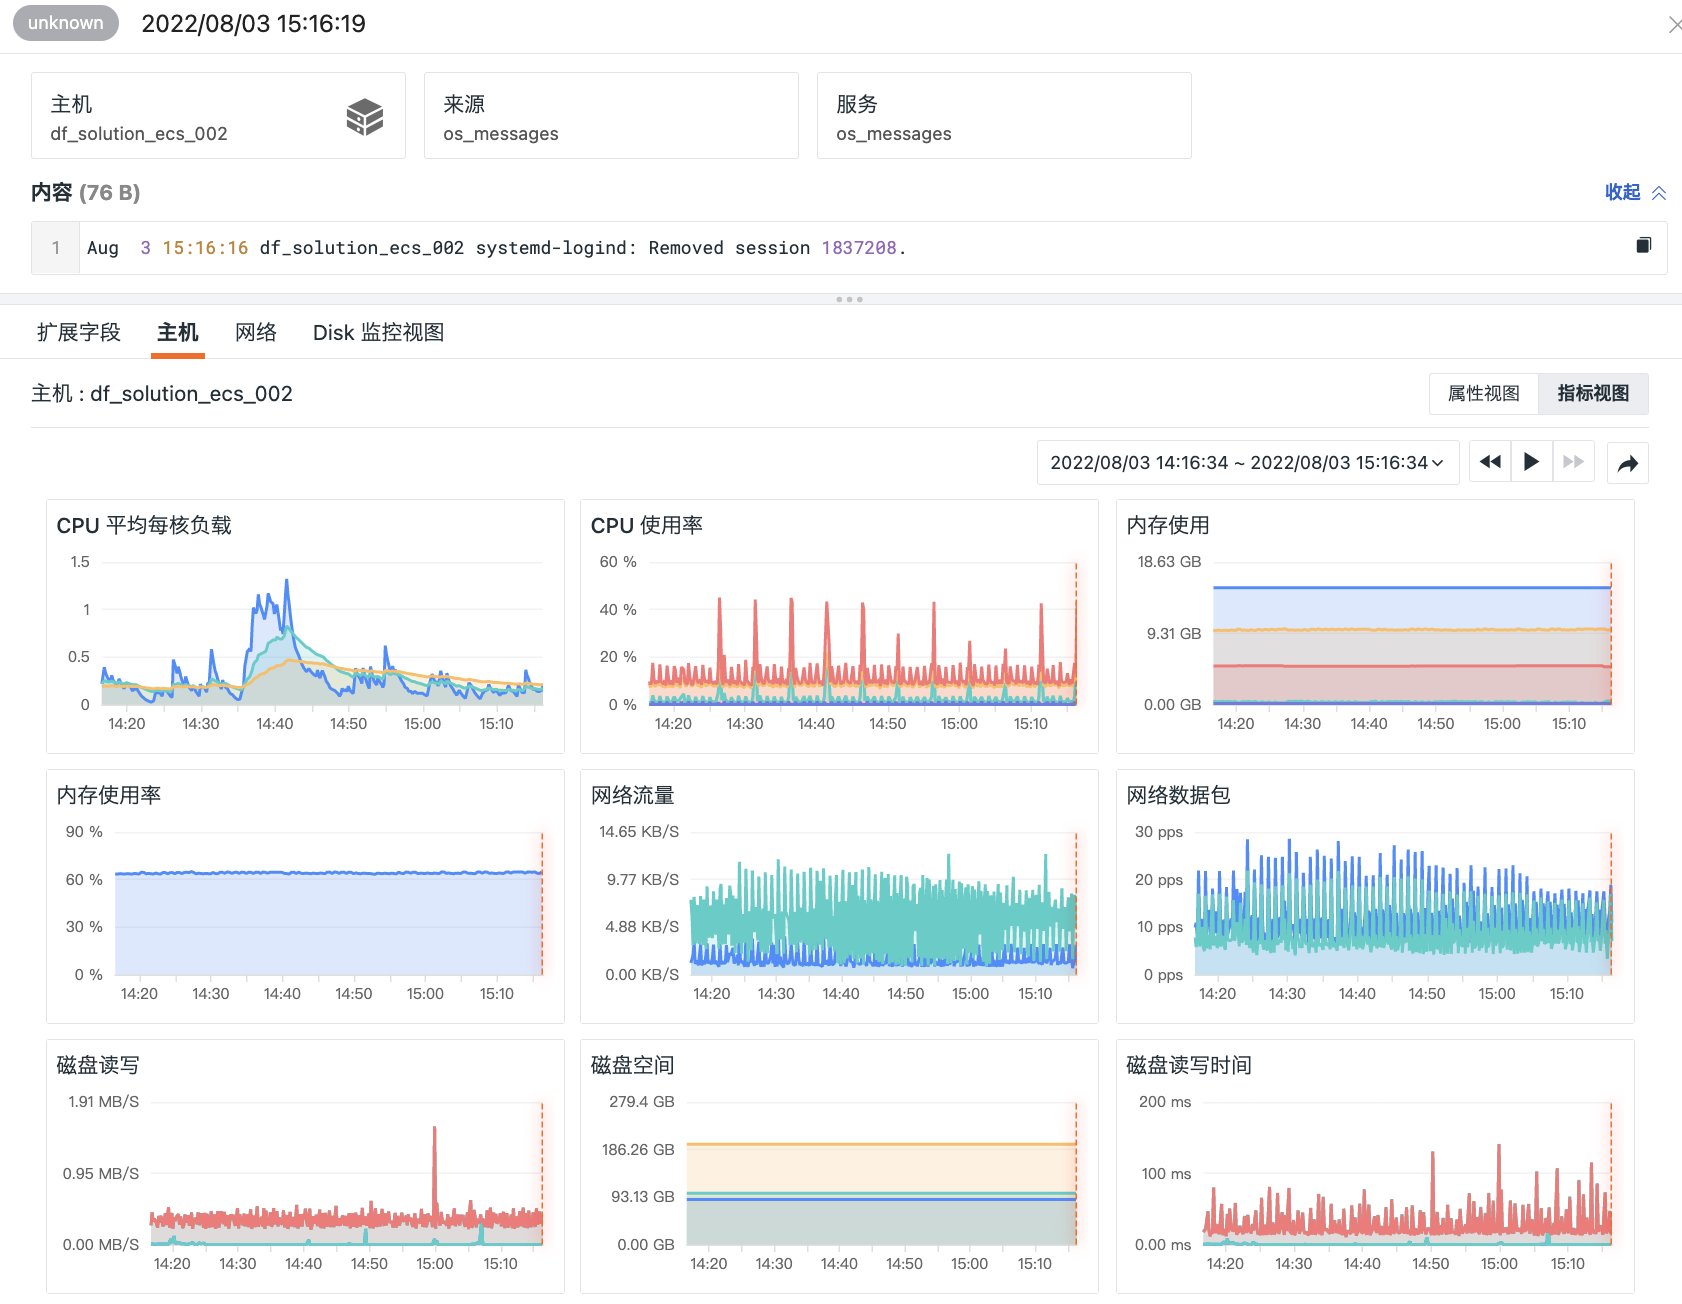 unknown 2022/08/03 15:16:19
主机
df_solution_ecs_002
来源
os_messages
服务
os_messages
内容 (76 B)
收起
1 Aug 3 15:16:16 df_solution_ecs_002 systemd-logind: Removed session 1837208.
扩展字段 主机 网络 Disk 监控视图
主机 : df_solution_ecs_002
属性视图 指标视图
2022/08/03 14:16:34 ~ 2022/08/03 15:16:34
CPU 平均每核负载
1.5
1
0.5
0
14:20 14:30 14:40 14:50 15:00 15:10
CPU 使用率
60 %
40 %
20 %
0 %
14:20 14:30 14:40 14:50 15:00 15:10
内存使用
18.63 GB
9.31 GB
0.00 GB
14:20 14:30 14:40 14:50 15:00 15:10
内存使用率
90 %
60 %
30 %
0 %
14:20 14:30 14:40 14:50 15:00 15:10
网络流量
14.65 KB/S
9.77 KB/S
4.88 KB/S
0.00 KB/S
14:20 14:30 14:40 14:50 15:00 15:10
网络数据包
30 pps
20 pps
10 pps
0 pps
14:20 14:30 14:40 14:50 15:00 15:10
磁盘读写
1.91 MB/S
0.95 MB/S
0.00 MB/S
14:20 14:30 14:40 14:50 15:00 15:10
磁盘空间
279.4 GB
186.26 GB
93.13 GB
0.00 GB
14:20 14:30 14:40 14:50 15:00 15:10
磁盘读写时间
200 ms
100 ms
0.00 ms
14:20 14:30 14:40 14:50 15:00 15:10